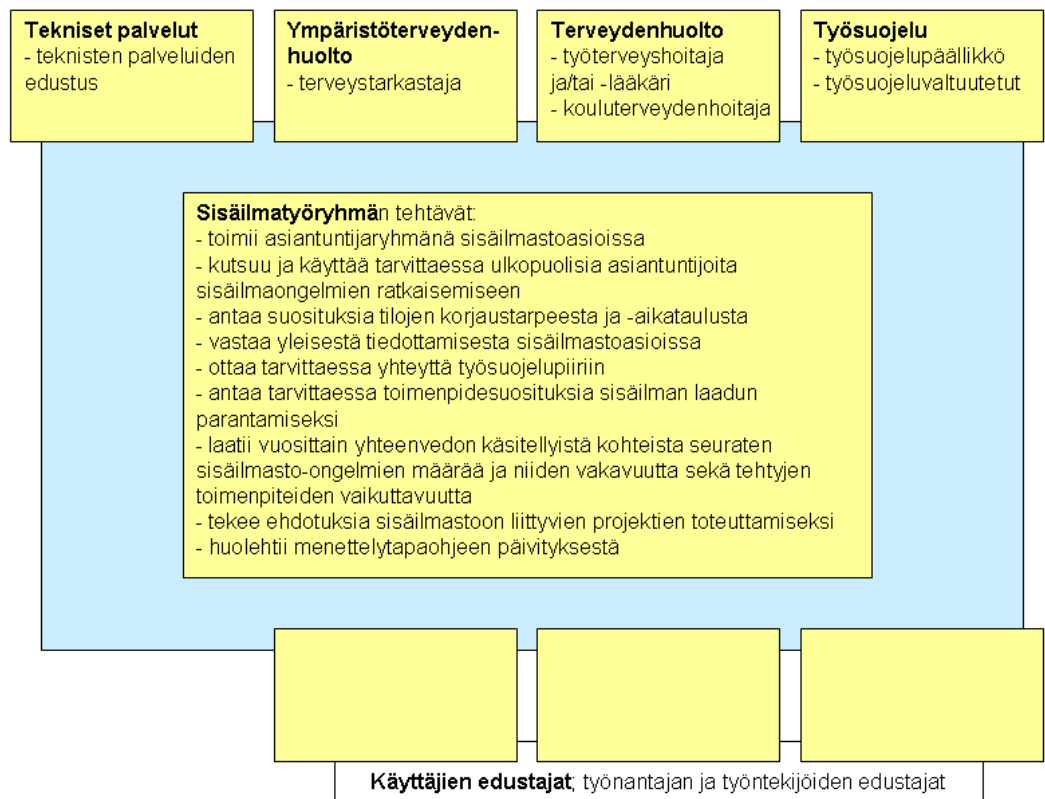 Tekniset palvelut
- teknisten palveluiden
edustus
Ympäristöterveyden-
huolto
- terveystarkastaja
Terveydenhuolto
- työterveyshoitaja
ja/tai -lääkäri
- kouluterveydenhoitaja
Työsuojelu
- työsuojelupäällikkö
- työsuojeluvaltuutetut
Sisäilmatyöryhmän tehtävät:
- toimii asiantuntijaryhmänä sisäilmastoasioissa
- kutsuu ja käyttää tarvittaessa ulkopuolisia asiantuntijoita
sisäilmaongelmien ratkaisemiseen
- antaa suosituksia tilojen korjaustarpeesta ja -aikataulusta
- vastaa yleisestä tiedottamisesta sisäilmastoasioissa
- ottaa tarvittaessa yhteyttä työsuojelupiiriin
- antaa tarvittaessa toimenpidesuosituksia sisäilman laadun
parantamiseksi
- laatii vuosittain yhteenvedon käsitellyistä kohteista seuraten
sisäilmasto-ongelmien määrää ja niiden vakavuutta sekä tehtyjen
toimenpiteiden vaikuttavuutta
- tekee ehdotuksia sisäilmastoon liittyvien projektien toteuttamiseksi
- huolehtii menettelytapaohjeen päivityksestä
Käyttäjien edustajat; työnantajan ja työntekijöiden edustajat